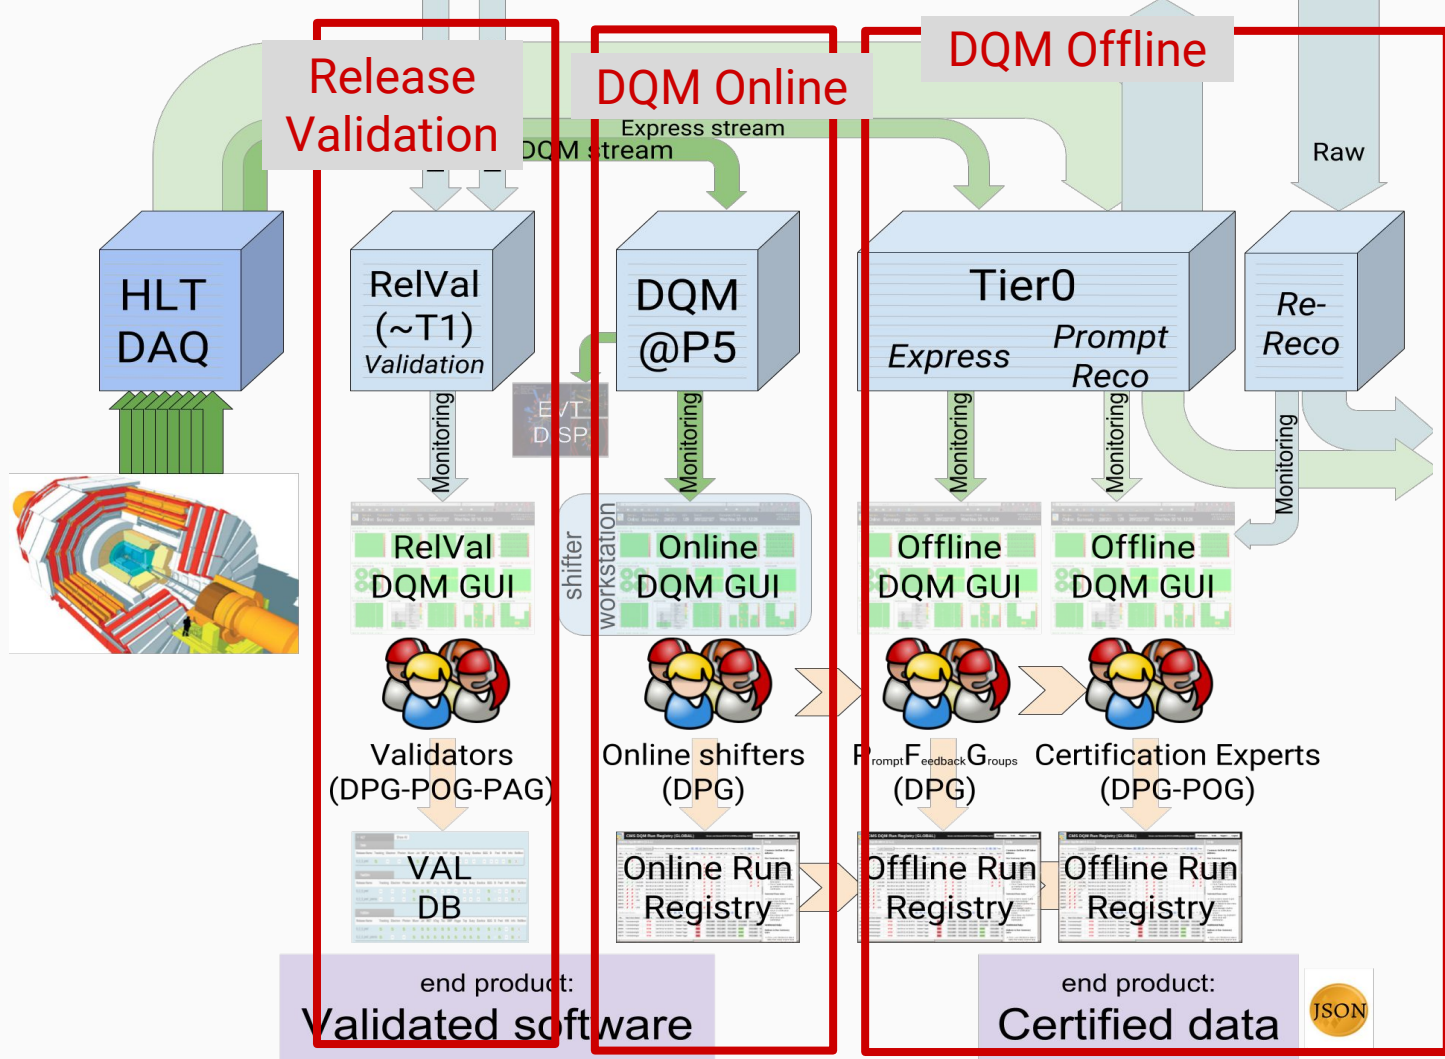 Release
Validation
DQM Online
DQM Offline
Express stream
DQM stream
Raw
HLT
DAQ
RelVal
(~T1)
Validation
DQM
@P5
Tier0
Express
Prompt
Reco
Re-
Reco
EVT
DISP
Monitoring
Monitoring
Monitoring
Monitoring
Monitoring
shifter
workstation
RelVal
DQM GUI
Online
DQM GUI
Offline
DQM GUI
Offline
DQM GUI
Validators
(DPG-POG-PAG)
Online shifters
(DPG)
PromptFeedbackGroups
(DPG)
Certification Experts
(DPG-POG)
VAL
DB
Online Run
Registry
Offline Run
Registry
Offline Run
Registry
end product:
Validated software
end product:
Certified data
JSON